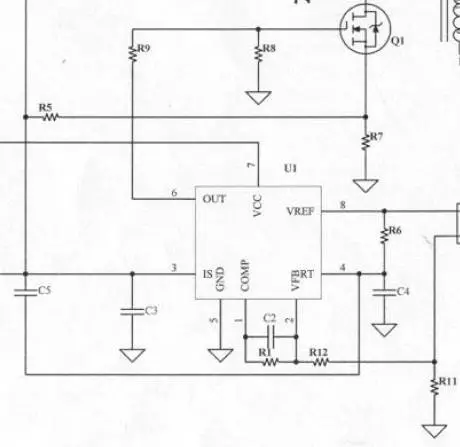 R9
R8
Q1
R5
R7
7
U1
6
OUT
VCC
VREF
8
R6
3
IS
GND
COMP
VFB
RT
4
C5
C3
C4
5
1
C2
2
R1
R12
R11